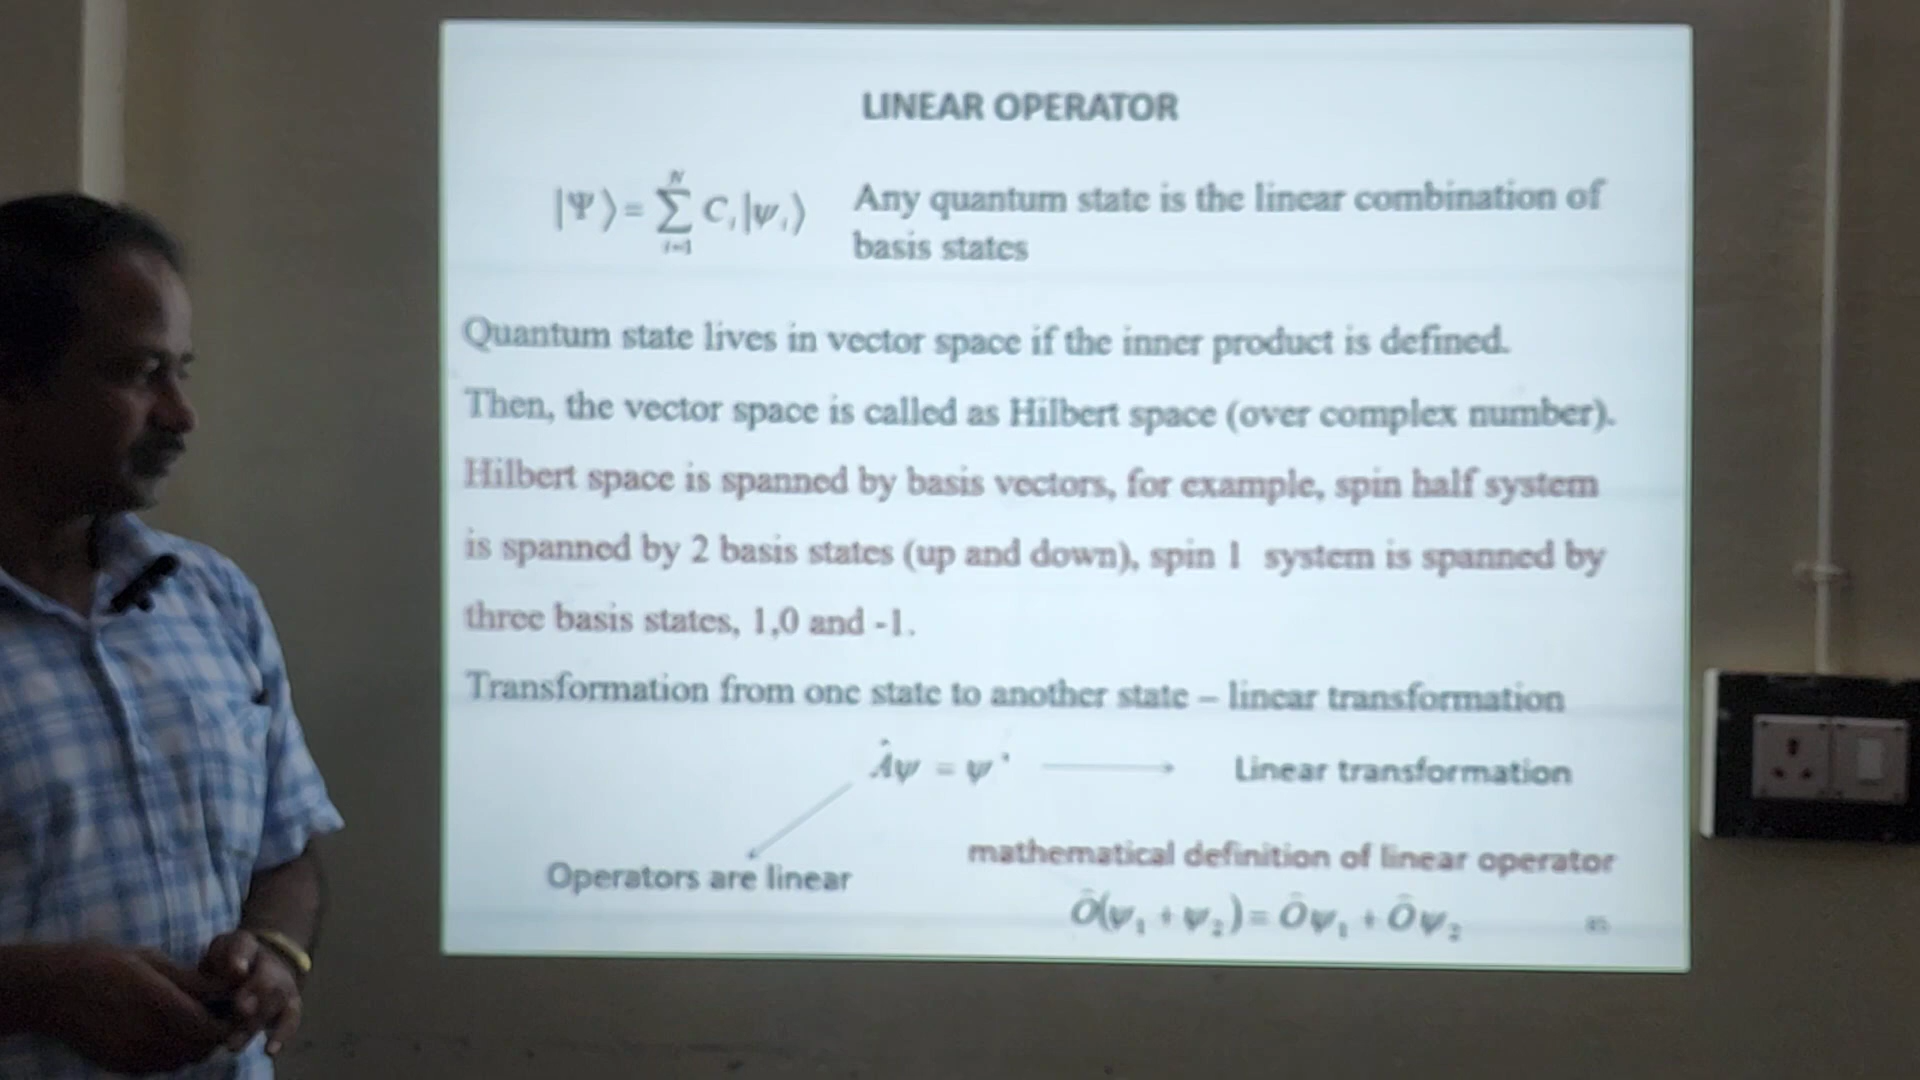 LINEAR OPERATOR
|Ψ⟩ = ∑_{i=1}^{N} C_i|ψ_i⟩ Any quantum state is the linear combination of
basis states
Quantum state lives in vector space if the inner product is defined.
Then, the vector space is called as Hilbert space (over complex number).
Hilbert space is spanned by basis vectors, for example, spin half system
is spanned by 2 basis states (up and down), spin 1 system is spanned by
three basis states, 1,0 and -1.
Transformation from one state to another state – linear transformation
Âψ = ψ' → Linear transformation
Operators are linear
mathematical definition of linear operator
Ô(ψ₁ + ψ₂) = Ôψ₁ + Ôψ₂